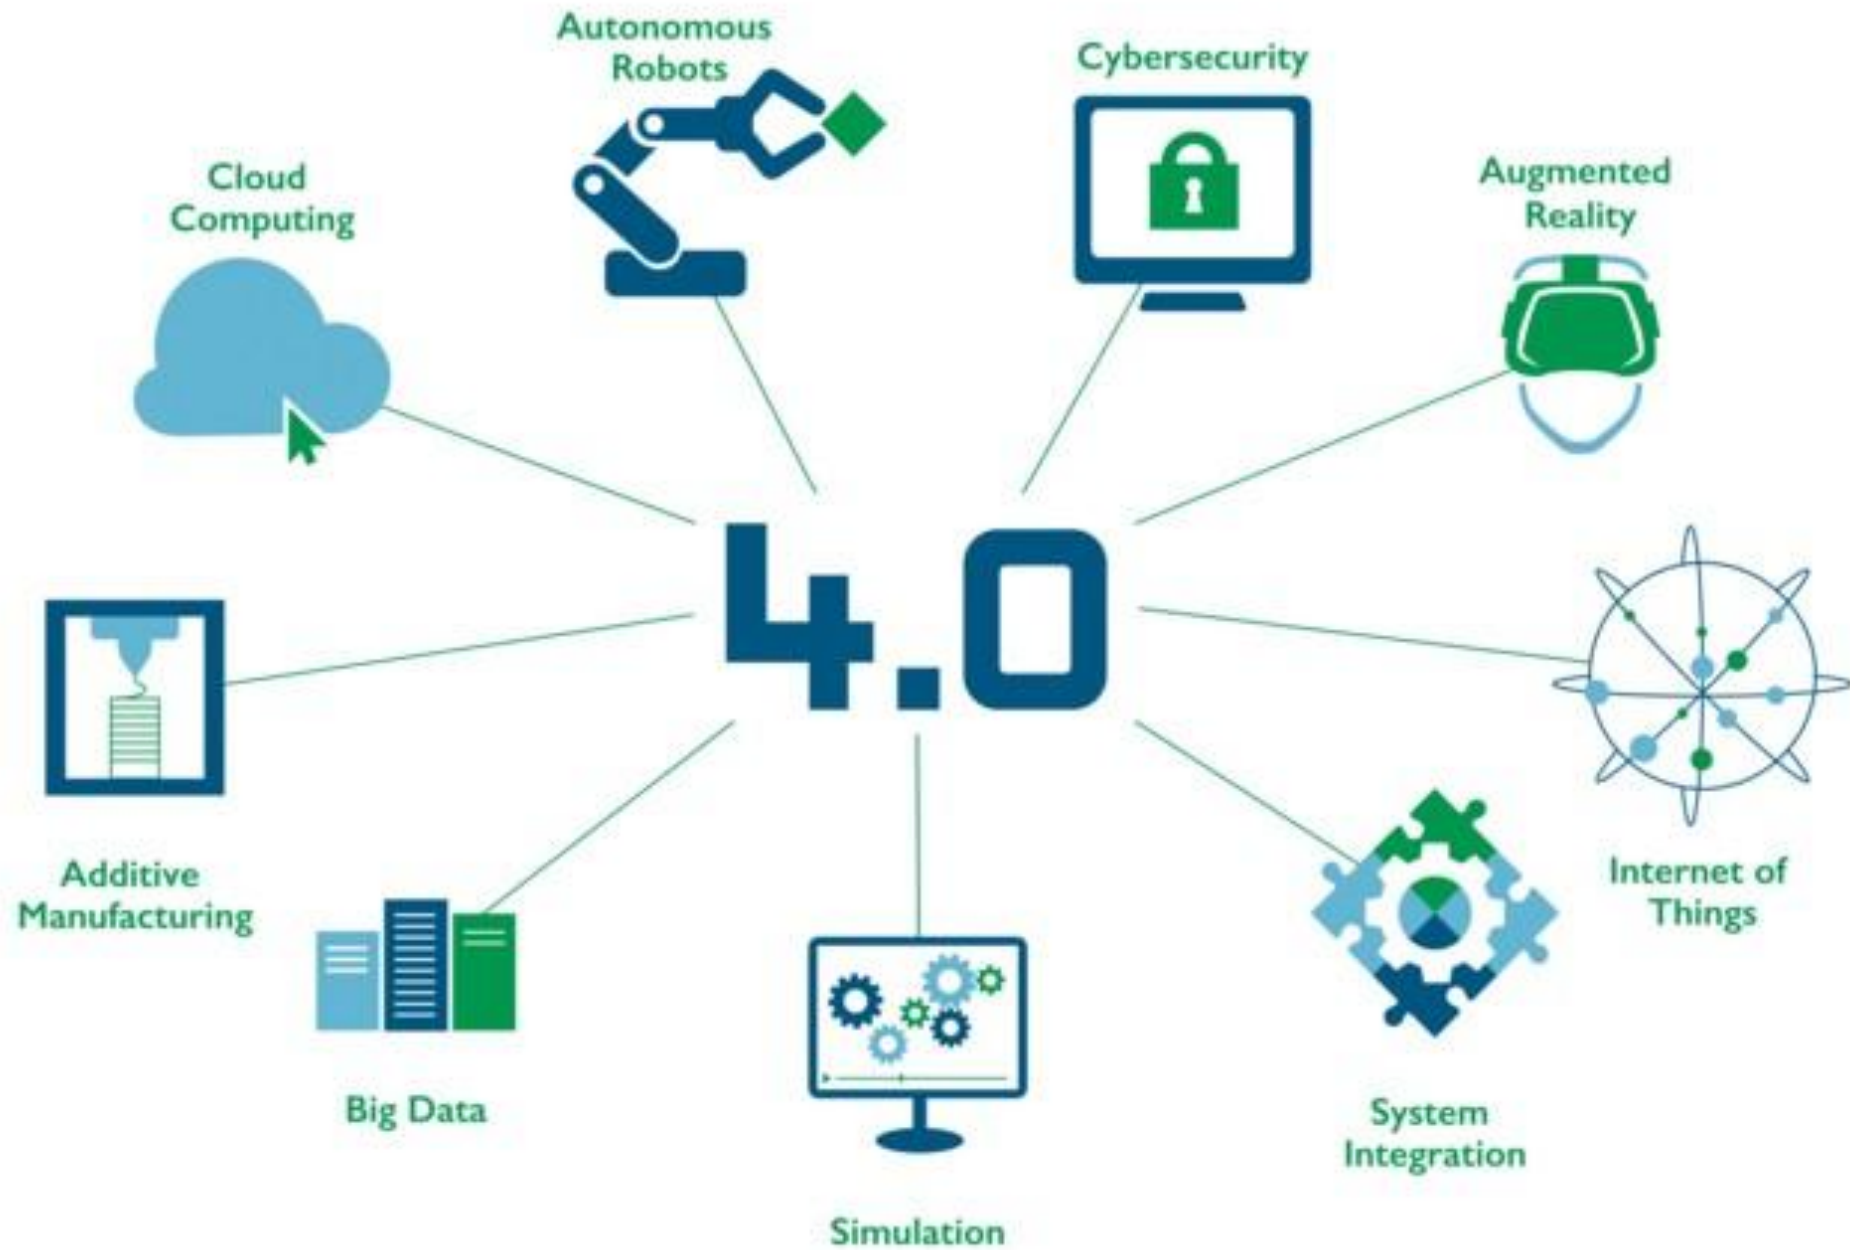 Autonomous
Robots
Cybersecurity
Cloud
Computing
Augmented
Reality
4.0
Additive
Manufacturing
Internet of
Things
Big Data
System
Integration
Simulation